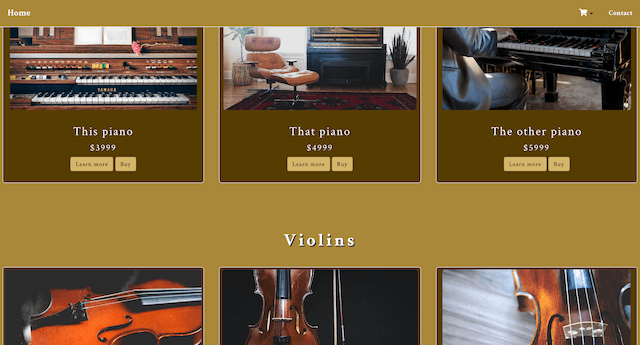 Home
Contact
YAMAHA
This piano
$3999
Learn more
Buy
That piano
$4999
Learn more
Buy
The other piano
$5999
Learn more
Buy
Violins